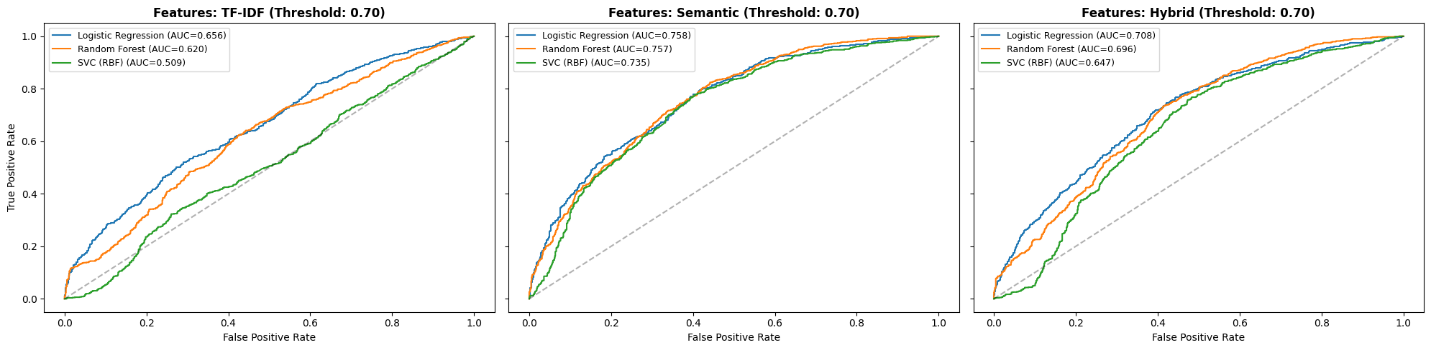 Features: TF-IDF (Threshold: 0.70)
Logistic Regression (AUC=0.656)
Random Forest (AUC=0.620)
SVC (RBF) (AUC=0.509)
True Positive Rate
1.0
0.8
0.6
0.4
0.2
0.0
0.0 0.2 0.4 0.6 0.8 1.0
False Positive Rate
Features: Semantic (Threshold: 0.70)
Logistic Regression (AUC=0.758)
Random Forest (AUC=0.757)
SVC (RBF) (AUC=0.735)
0.0 0.2 0.4 0.6 0.8 1.0
False Positive Rate
Features: Hybrid (Threshold: 0.70)
Logistic Regression (AUC=0.708)
Random Forest (AUC=0.696)
SVC (RBF) (AUC=0.647)
0.0 0.2 0.4 0.6 0.8 1.0
False Positive Rate